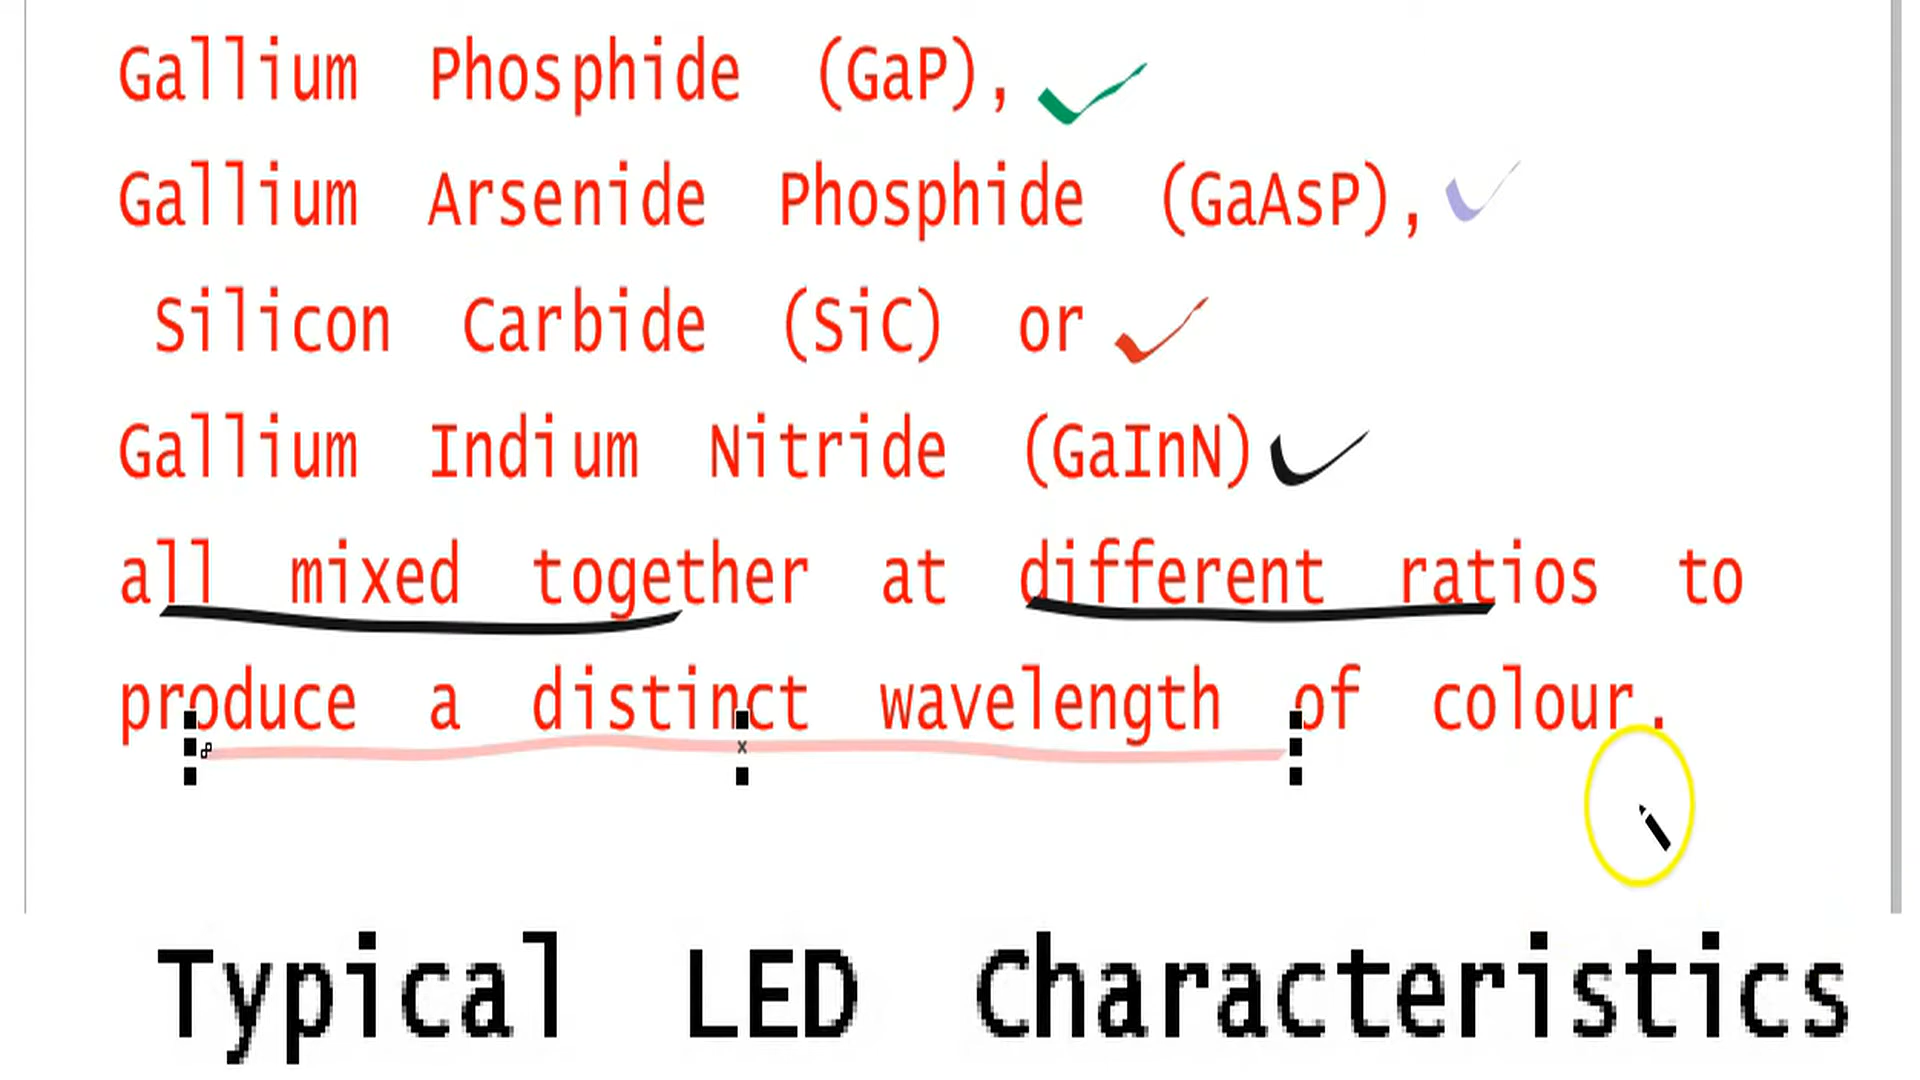 Gallium Phosphide (GaP),
Gallium Arsenide Phosphide (GaAsP),
Silicon Carbide (SiC) or
Gallium Indium Nitride (GaInN)
all mixed together at different ratios to
produce a distinct wavelength of colour.
Typical LED Characteristics